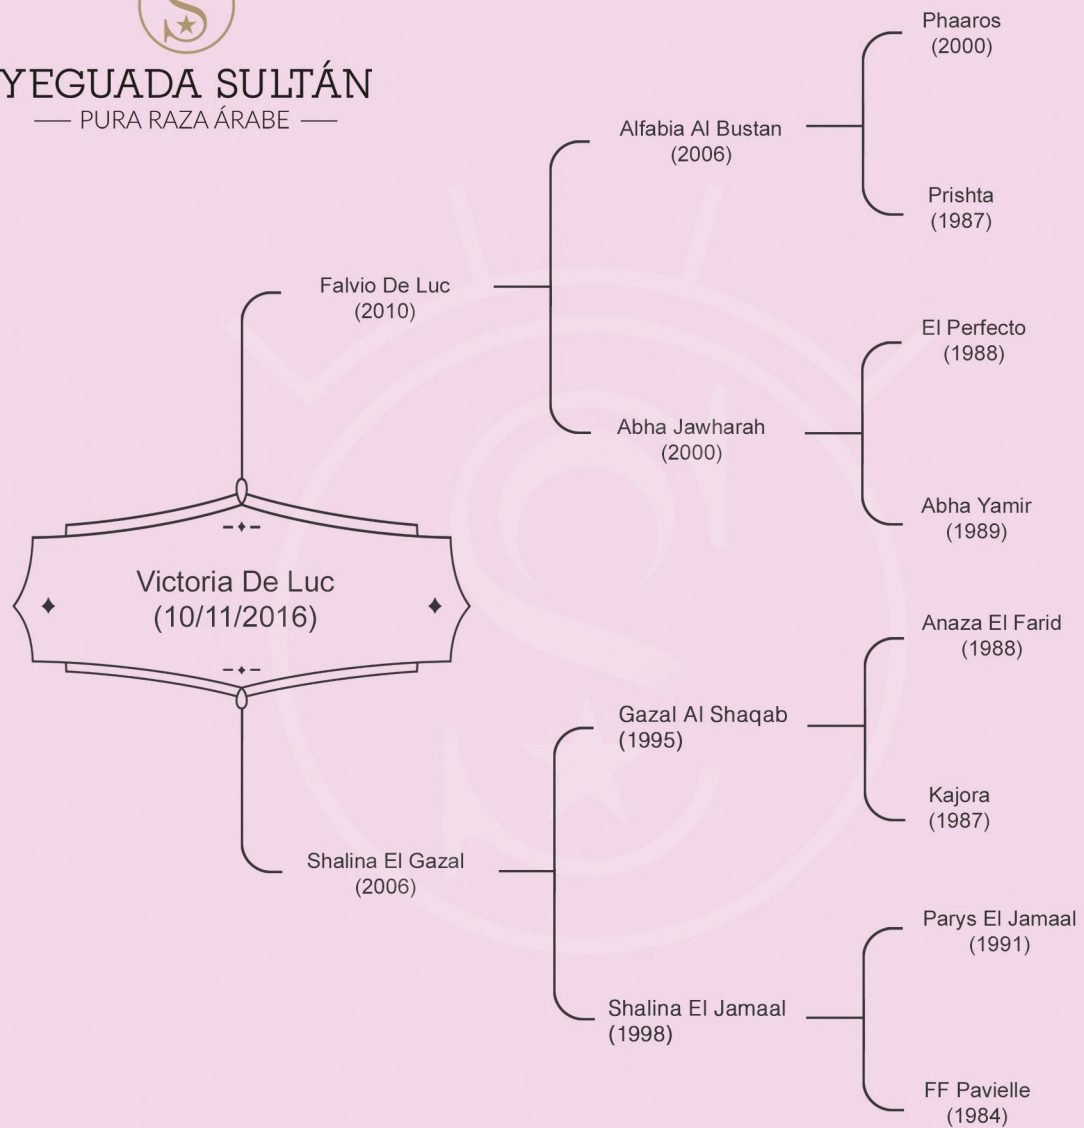 YEGUADA SULTÁN
PURA RAZA ÁRABE
Phaaros
(2000)
Alfabia Al Bustan
(2006)
Prishta
(1987)
Falvio De Luc
(2010)
El Perfecto
(1988)
Abha Jawharah
(2000)
Abha Yamir
(1989)
Victoria De Luc
(10/11/2016)
Anaza El Farid
(1988)
Gazal Al Shaqab
(1995)
Kajora
(1987)
Shalina El Gazal
(2006)
Parys El Jamaal
(1991)
Shalina El Jamaal
(1998)
FF Pavielle
(1984)